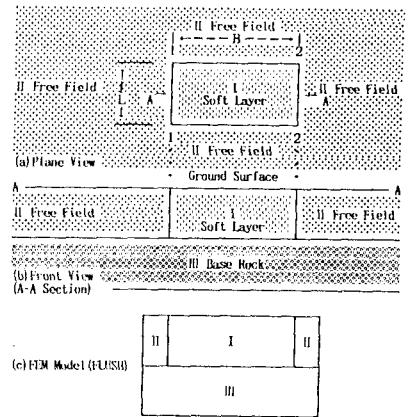 II Free Field
B
2
II Free Field
L
A
I
Soft Layer
II Free Field
A
1
2
II Free Field
(a)Plane View
Ground Surface
A
A
II Free Field
I
Soft Layer
II Free Field
III Base Rock
(b)Front View
(A-A Section)
II
I
II
(c)FEM Model(FLUSH)
III